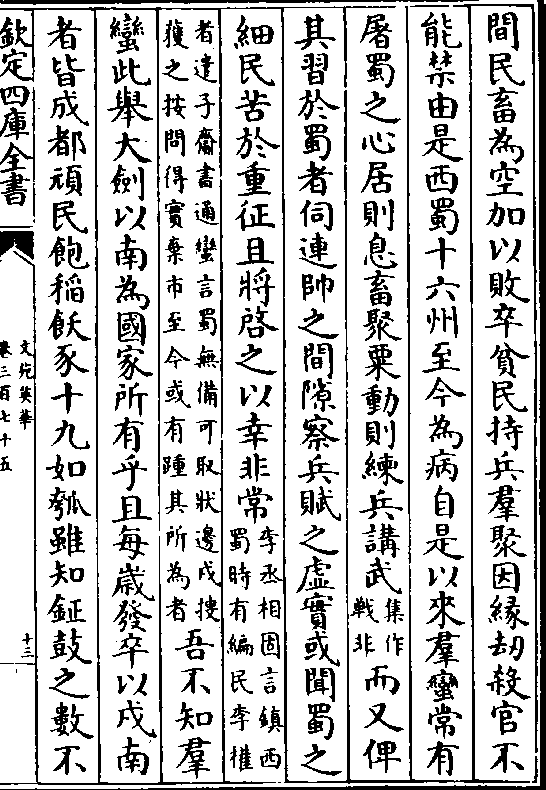 間民畜為空加以敗卒貧民持兵羣聚因縁刼殺官不
能禁由是西蜀十六州至今為病自是以來羣蠻常有
屠蜀之心居則息畜聚粟動則練兵講武集作戰非而又俾
其習於蜀者伺連帥之間隙察兵賦之虛實或聞蜀之
細民苦於重征且將啓之以幸非常李丞相固言鎮西蜀時有編民李權
者遣子齎書通蠻言蜀無備可取狀邊戍搜獲之按問得實棄市至今或有踵其所為者吾不知羣
蠻此舉大劍以南為國家所有乎且每歲發卒以戍南
者皆成都頑民飽稻飫豕十九如瓠雖知鉦鼓之數不
欽定四庫全書
文苑英華
卷三百七十五
十三